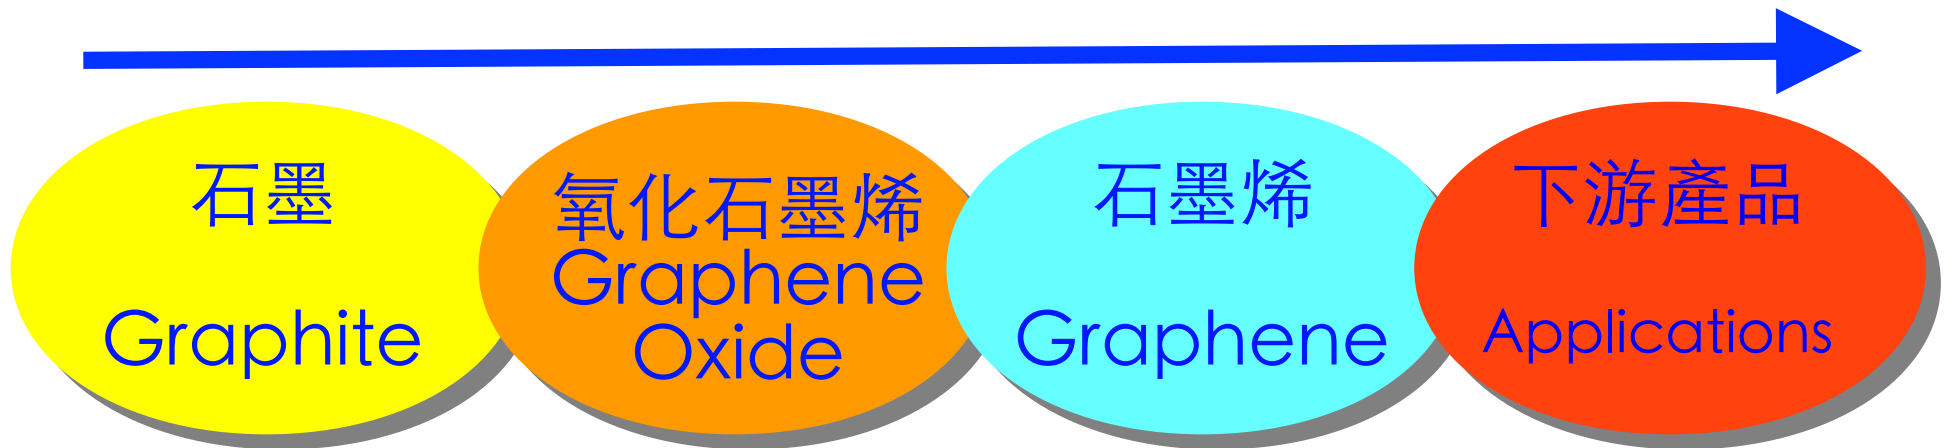 石墨
Graphite
氧化石墨烯
Graphene
Oxide
石墨烯
Graphene
下游產品
Applications